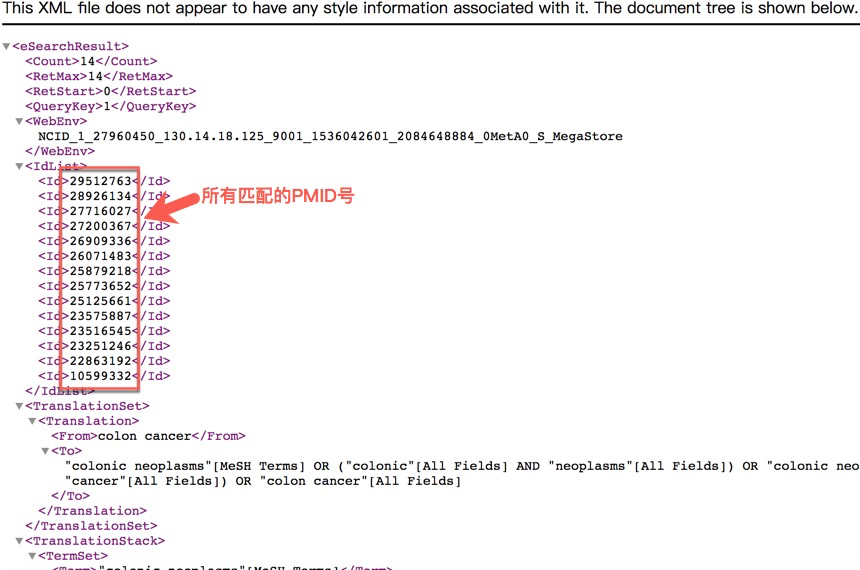 This XML file does not appear to have any style information associated with it. The document tree is shown below.
▼<eSearchResult>
<Count>14</Count>
<RetMax>14</RetMax>
<RetStart>0</RetStart>
<QueryKey>1</QueryKey>
▼<WebEnv>
NCID_1_27960450_130.14.18.125_9001_1536042601_2084648884_0MetA0_S_MegaStore
</WebEnv>
▼<IdList>
<Id>29512763</Id>
<Id>28926134</Id> 所有匹配的PMID号
<Id>27716027</Id>
<Id>27200367</Id>
<Id>26909336</Id>
<Id>26071483</Id>
<Id>25879218</Id>
<Id>25773652</Id>
<Id>25125661</Id>
<Id>23575887</Id>
<Id>23516545</Id>
<Id>23251246</Id>
<Id>22863192</Id>
<Id>10599332</Id>
</IdList>
▼<TranslationSet>
▼<Translation>
<From>colon cancer</From>
▼<To>
"colonic neoplasms"[MeSH Terms] OR ("colonic"[All Fields] AND "neoplasms"[All Fields]) OR "colonic neo
"cancer"[All Fields]) OR "colon cancer"[All Fields]
</To>
</Translation>
</TranslationSet>
▼<TranslationStack>
▼<TermSet>
<Term>"colonic neoplasms"[MeSH Terms]</Term>